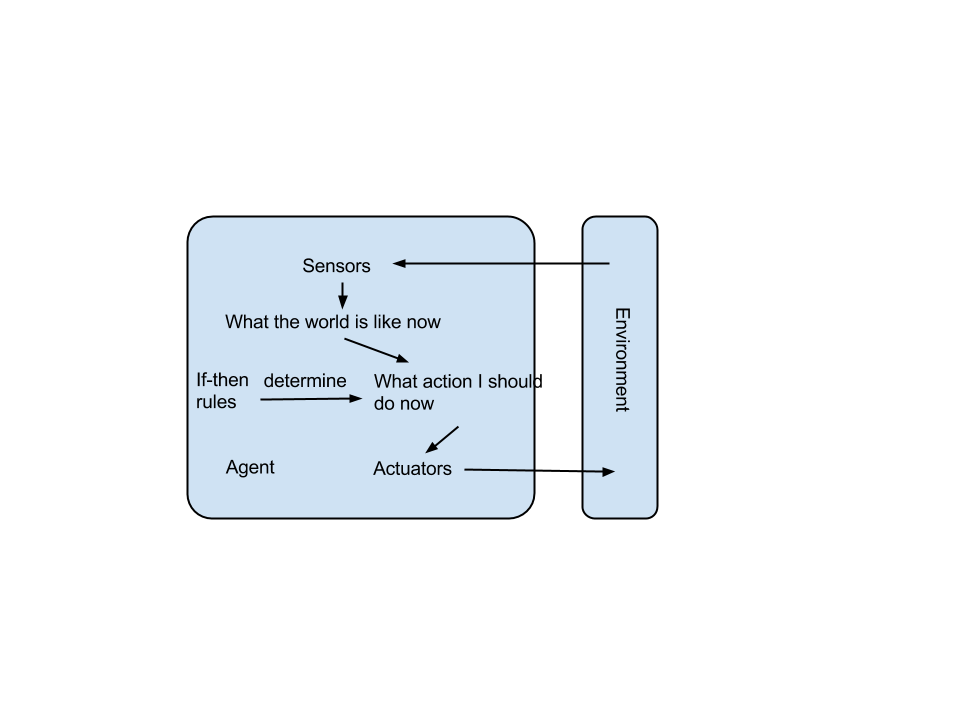 Sensors
What the world is like now
If-then
rules
determine
What action I should
do now
Agent
Actuators
Environment